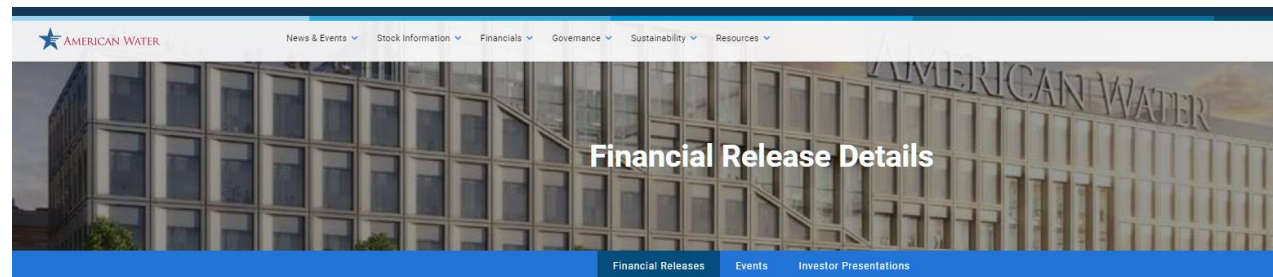 AMERICAN WATER
News & Events
Stock Information
Financials
Governance
Sustainability
Resources
AMERICAN WATER
Financial Release Details
Financial Releases
Events
Investor Presentations